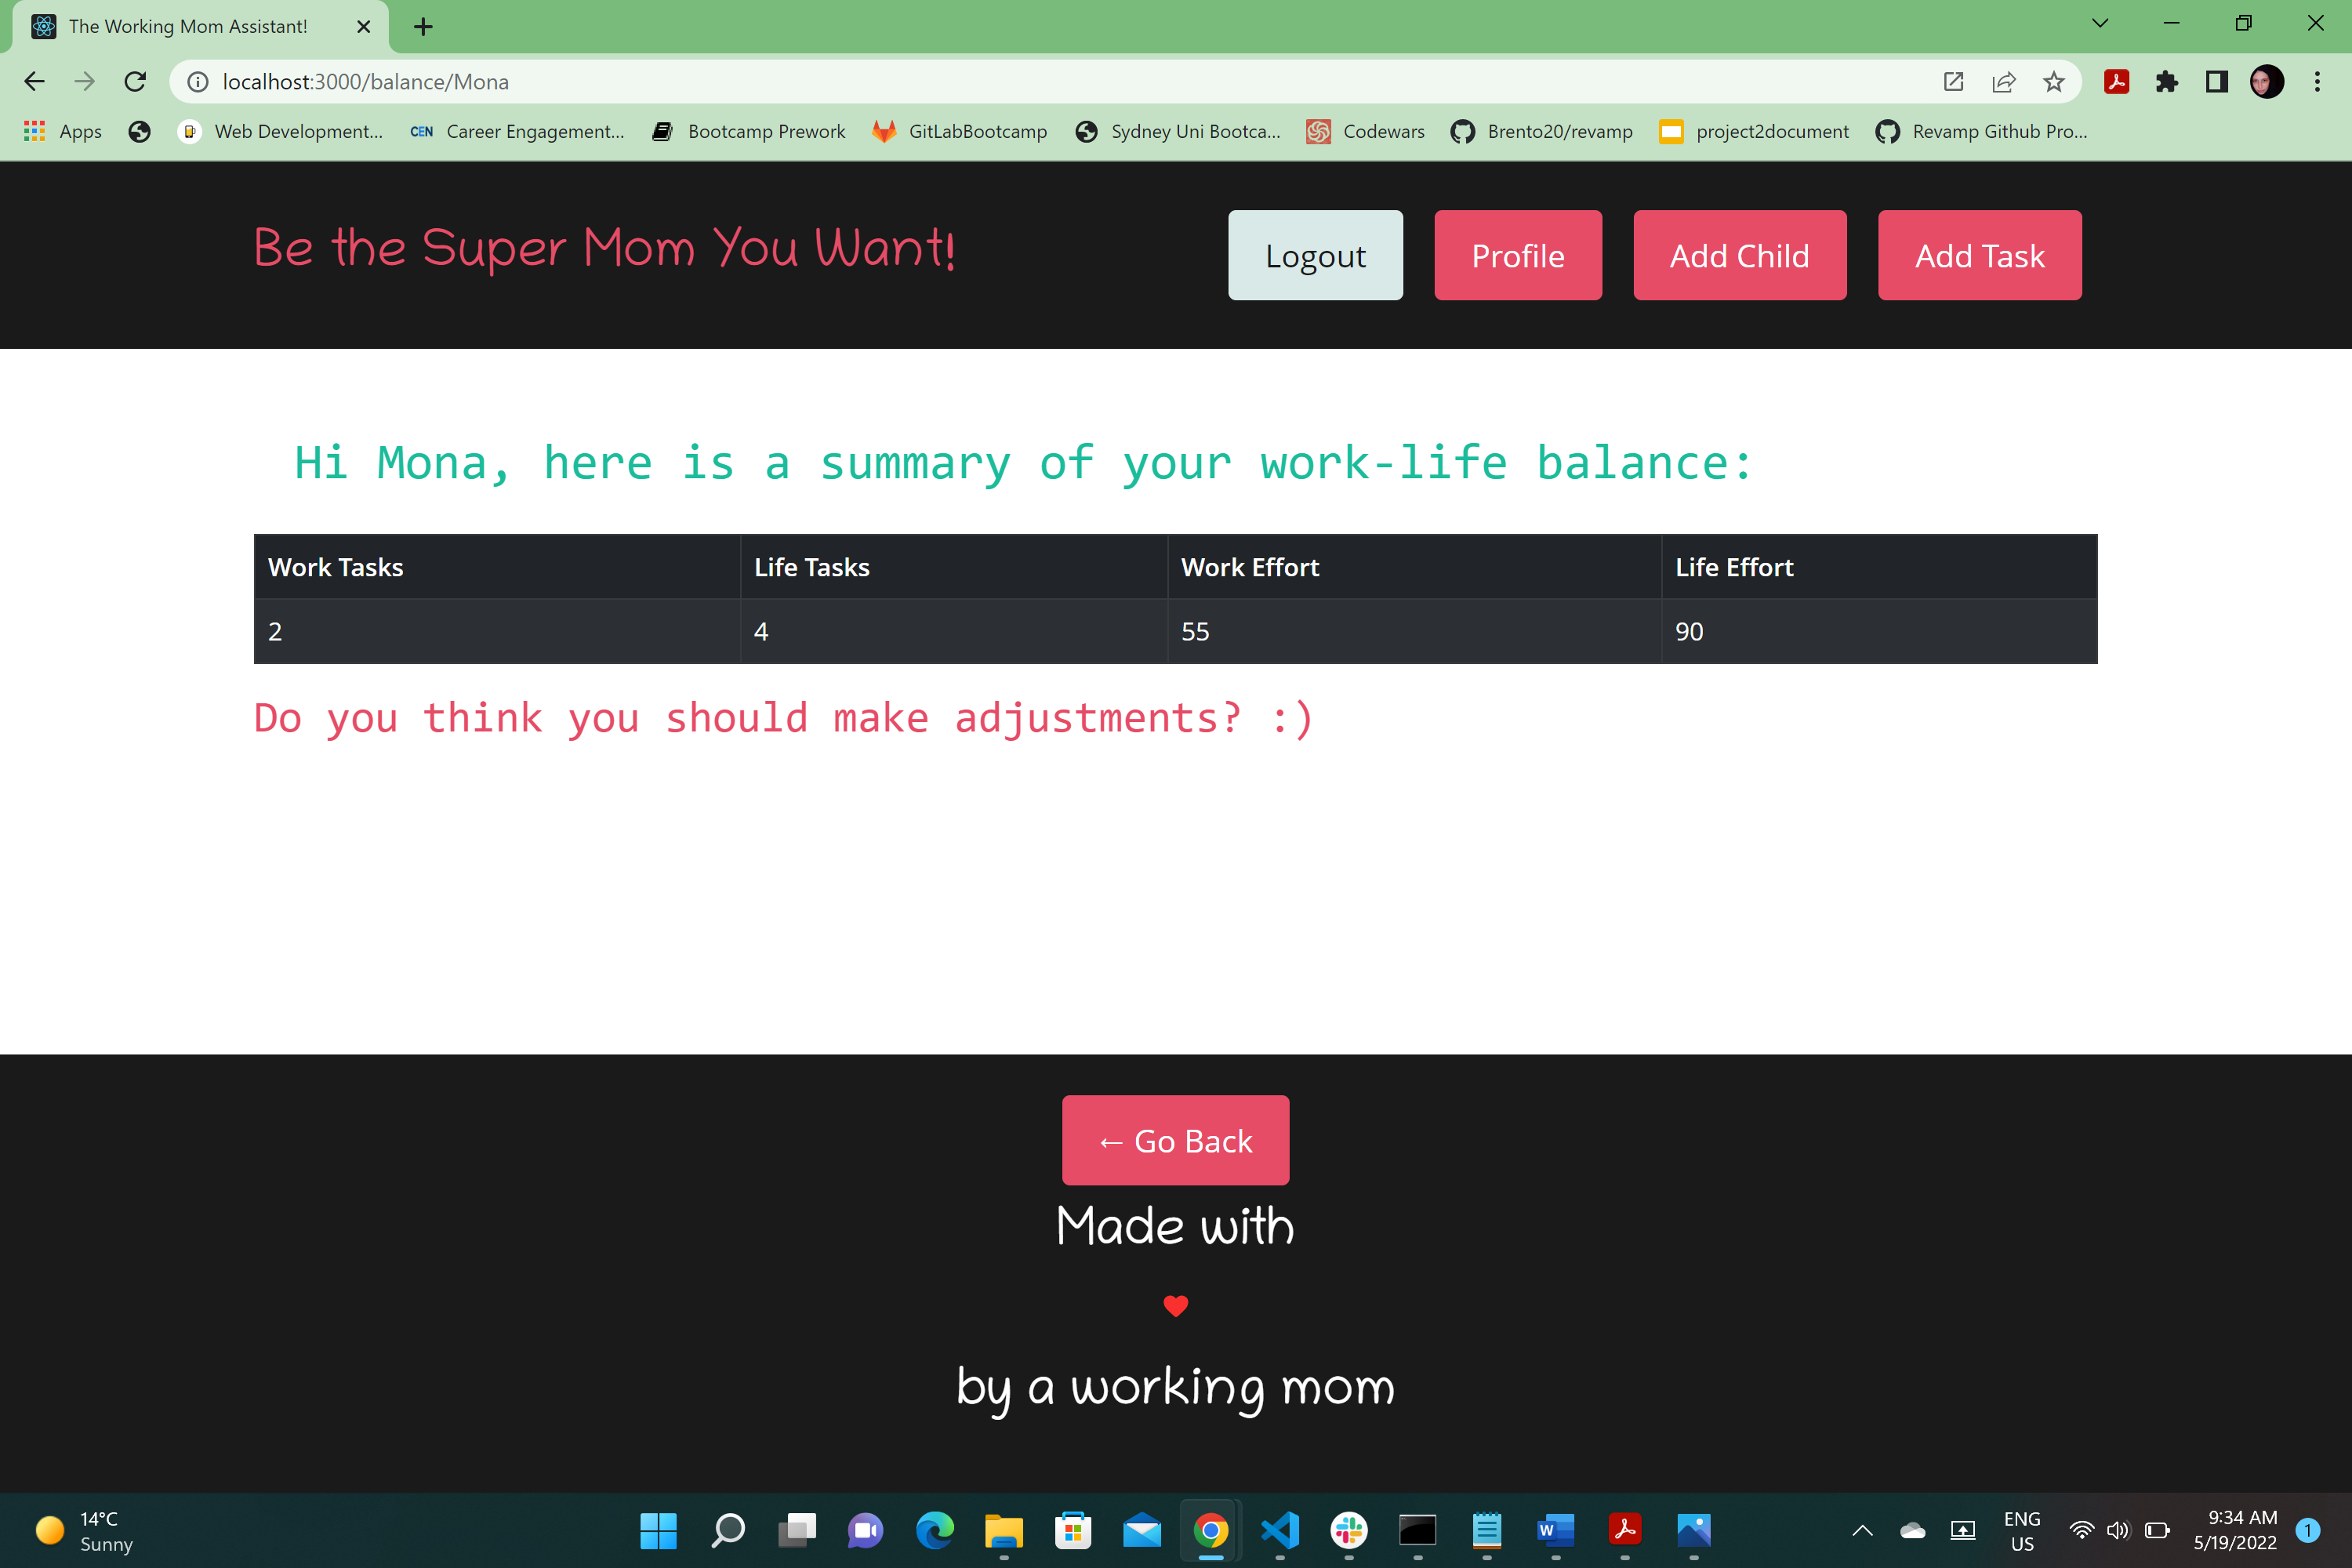 The Working Mom Assistant!
localhost:3000/balance/Mona
Apps
Web Development...
CEN Career Engagement...
Bootcamp Prework
GitLabBootcamp
Sydney Uni Bootca...
Codewars
Brento20/revamp
project2document
Revamp Github Pro...
Be the Super Mom You Want!
Logout
Profile
Add Child
Add Task
Hi Mona, here is a summary of your work-life balance:
Work Tasks Life Tasks Work Effort Life Effort
2 4 55 90
Do you think you should make adjustments? :)
← Go Back
Made with
by a working mom
14°C
Sunny
W
ENG
US
9:34 AM
5/19/2022
1